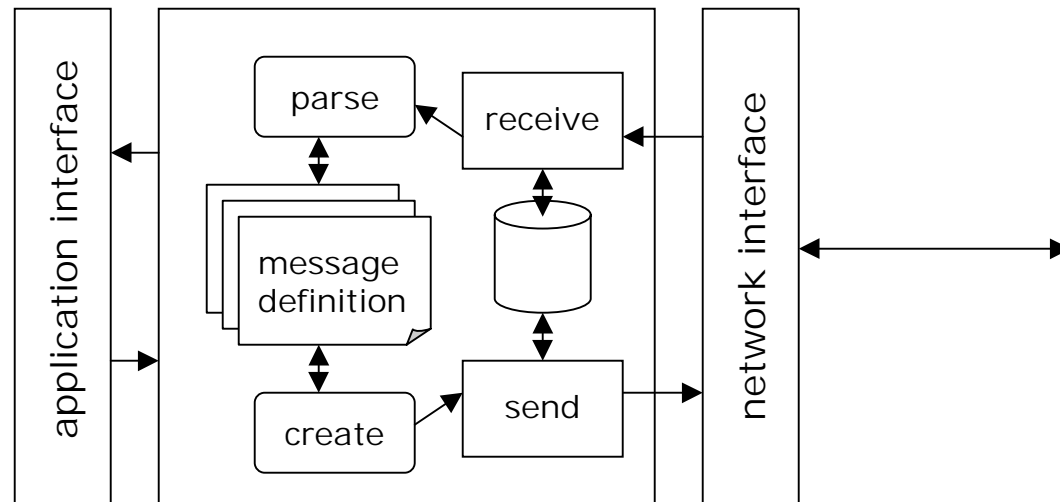 application interface
parse
receive
message
definition
create
send
network interface